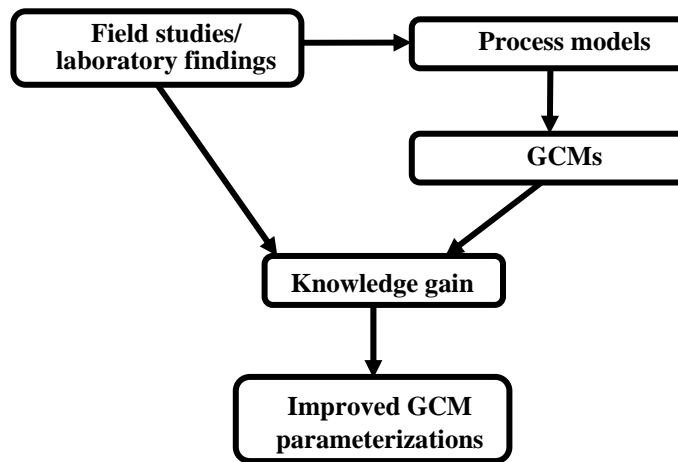 Field studies/
laboratory findings
Process models
GCMs
Knowledge gain
Improved GCM
parameterizations